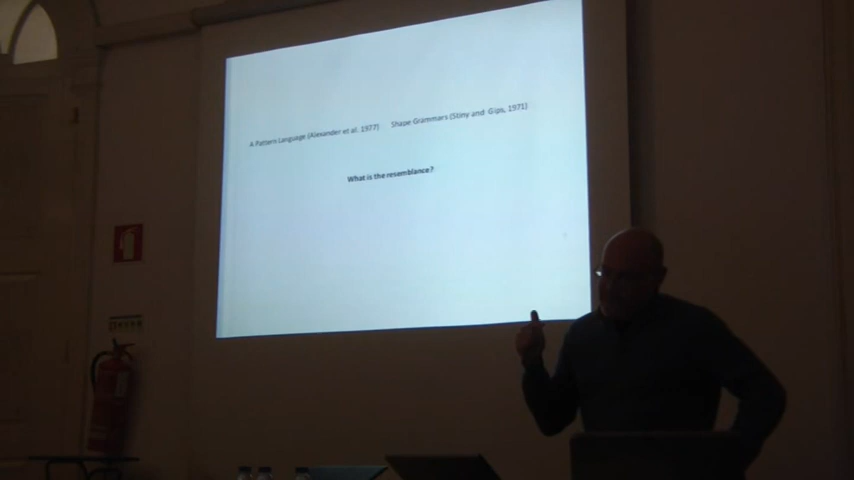 A Pattern Language (Alexander et al. 1977) Shape Grammars (Stiny and Gips, 1971)
What is the resemblance?